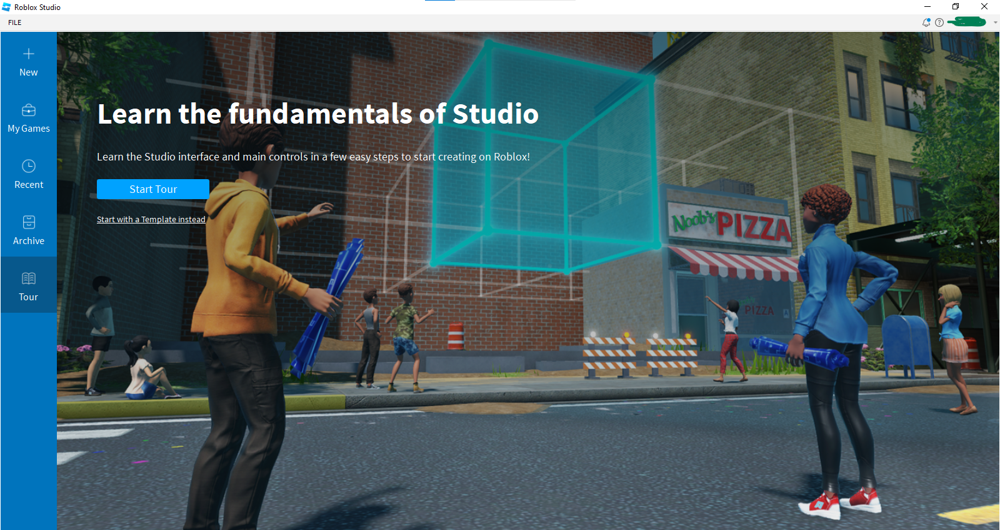 Roblox Studio
FILE
New
My Games
Recent
Archive
Tour
Learn the fundamentals of Studio
Learn the Studio interface and main controls in a few easy steps to start creating on Roblox!
Start Tour
Start with a Template instead
Noob's PIZZA
Noob's
PIZZA